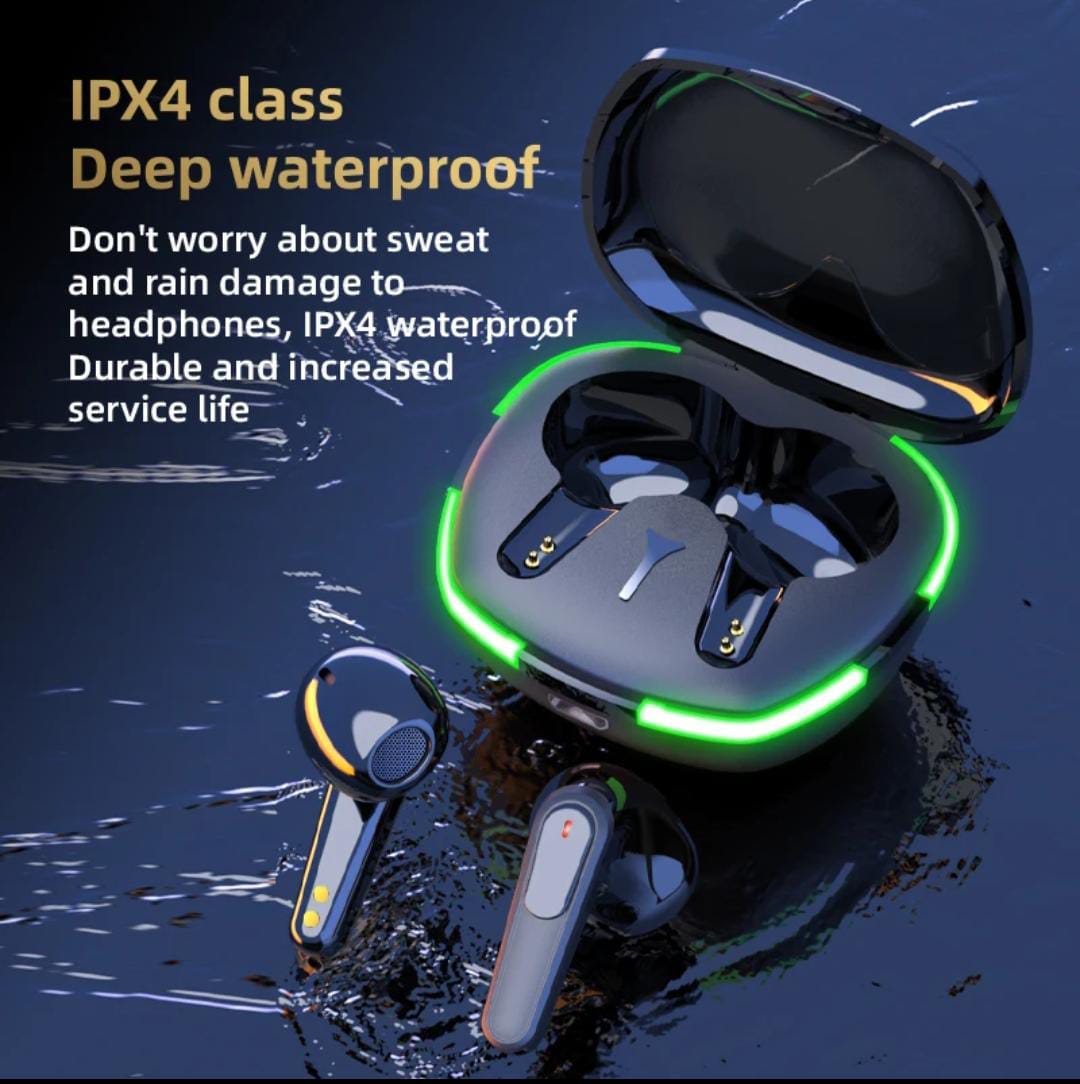 IPX4 class
Deep waterproof
Don't worry about sweat
and rain damage to
headphones, IPX4 waterproof
Durable and increased
service life